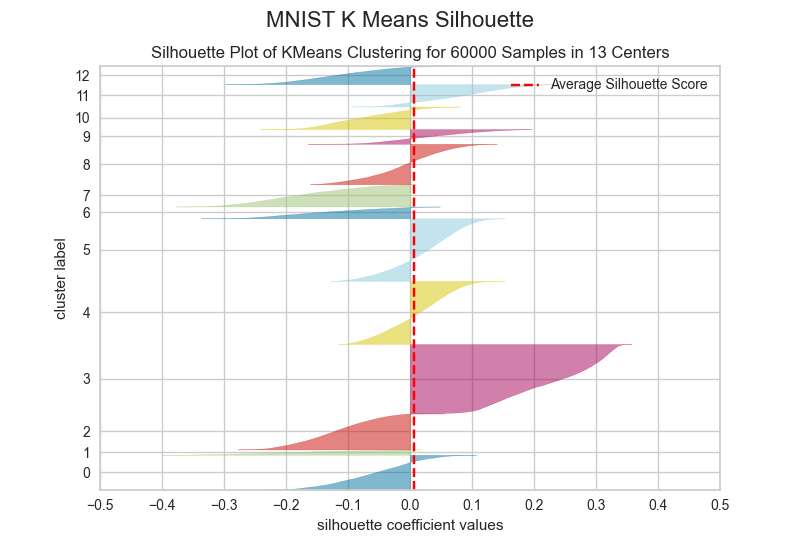 MNIST K Means Silhouette
Silhouette Plot of KMeans Clustering for 60000 Samples in 13 Centers
Average Silhouette Score
cluster label
12
11
10
9
8
7
6
5
4
3
2
1
0
−0.5 −0.4 −0.3 −0.2 −0.1 0.0 0.1 0.2 0.3 0.4 0.5
silhouette coefficient values